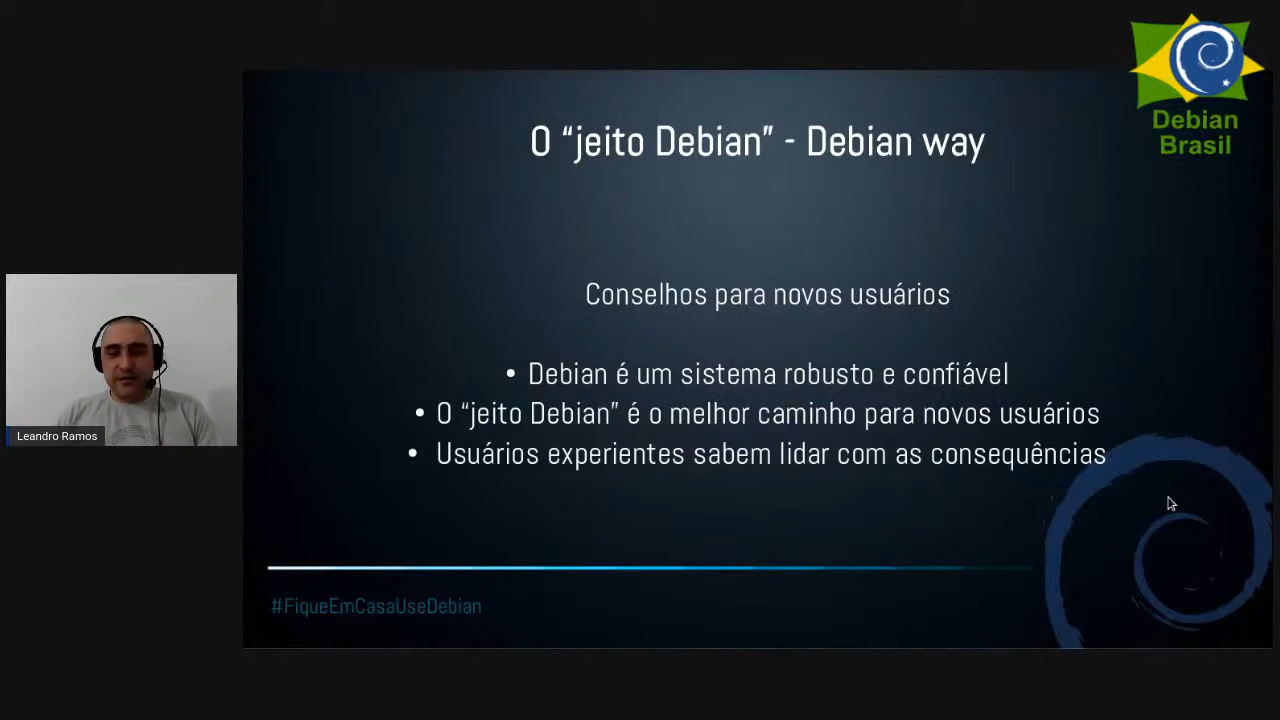 Debian
Brasil
O “jeito Debian” - Debian way
Conselhos para novos usuários
• Debian é um sistema robusto e confiável
• O “jeito Debian” é o melhor caminho para novos usuários
• Usuários experientes sabem lidar com as consequências
Leandro Ramos
#FiqueEmCasaUseDebian